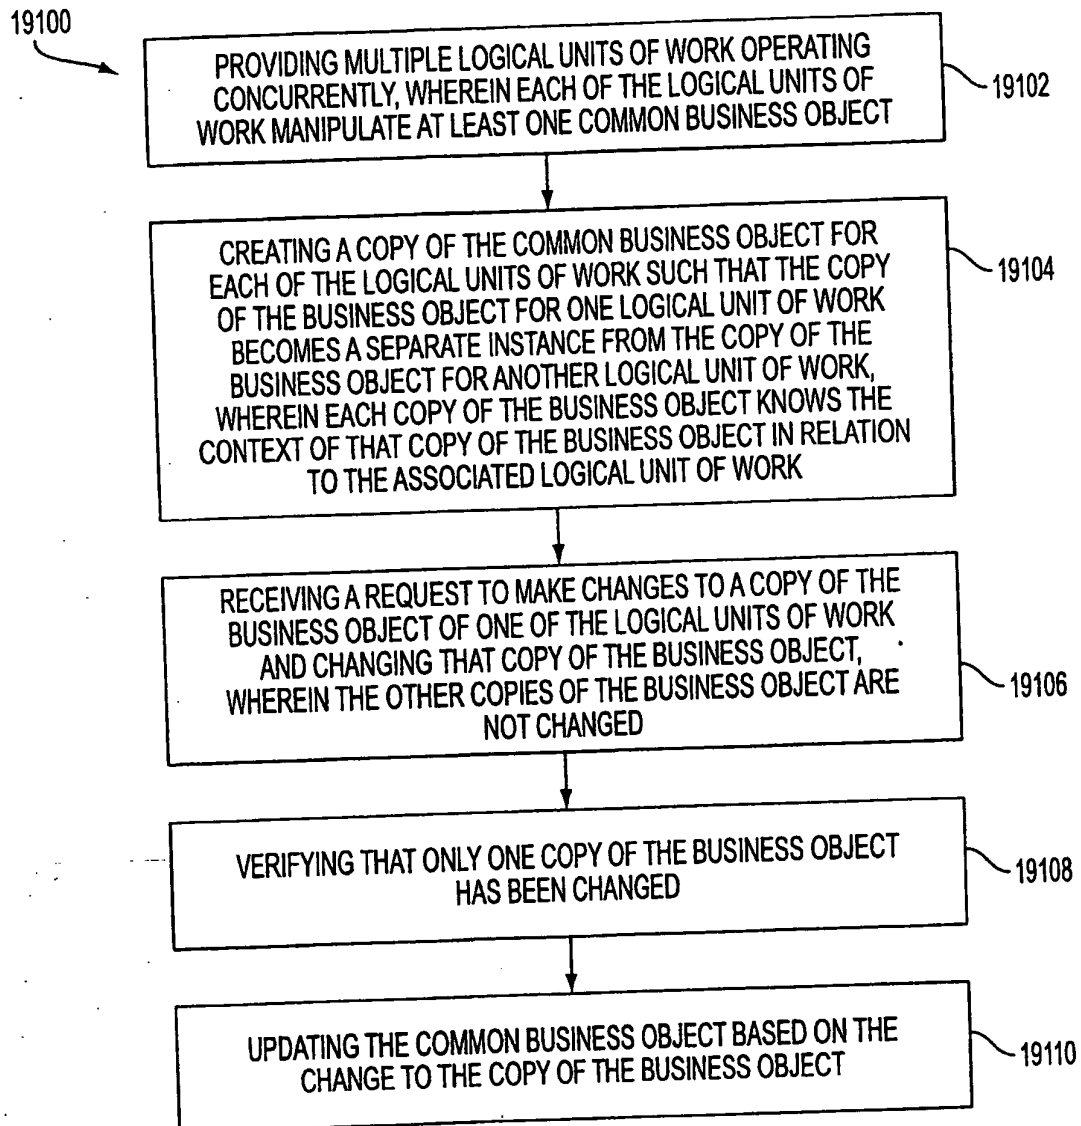 19100
PROVIDING MULTIPLE LOGICAL UNITS OF WORK OPERATING
CONCURRENTLY, WHEREIN EACH OF THE LOGICAL UNITS OF
WORK MANIPULATE AT LEAST ONE COMMON BUSINESS OBJECT
19102
CREATING A COPY OF THE COMMON BUSINESS OBJECT FOR
EACH OF THE LOGICAL UNITS OF WORK SUCH THAT THE COPY
OF THE BUSINESS OBJECT FOR ONE LOGICAL UNIT OF WORK
BECOMES A SEPARATE INSTANCE FROM THE COPY OF THE
BUSINESS OBJECT FOR ANOTHER LOGICAL UNIT OF WORK,
WHEREIN EACH COPY OF THE BUSINESS OBJECT KNOWS THE
CONTEXT OF THAT COPY OF THE BUSINESS OBJECT IN RELATION
TO THE ASSOCIATED LOGICAL UNIT OF WORK.
19104
RECEIVING A REQUEST TO MAKE CHANGES TO A COPY OF THE
BUSINESS OBJECT OF ONE OF THE LOGICAL UNITS OF WORK
AND CHANGING THAT COPY OF THE BUSINESS OBJECT,
WHEREIN THE OTHER COPIES OF THE BUSINESS OBJECT ARE
NOT CHANGED
19106
VERIFYING THAT ONLY ONE COPY OF THE BUSINESS OBJECT
HAS BEEN CHANGED
19108
UPDATING THE COMMON BUSINESS OBJECT BASED ON THE
CHANGE TO THE COPY OF THE BUSINESS OBJECT
19110